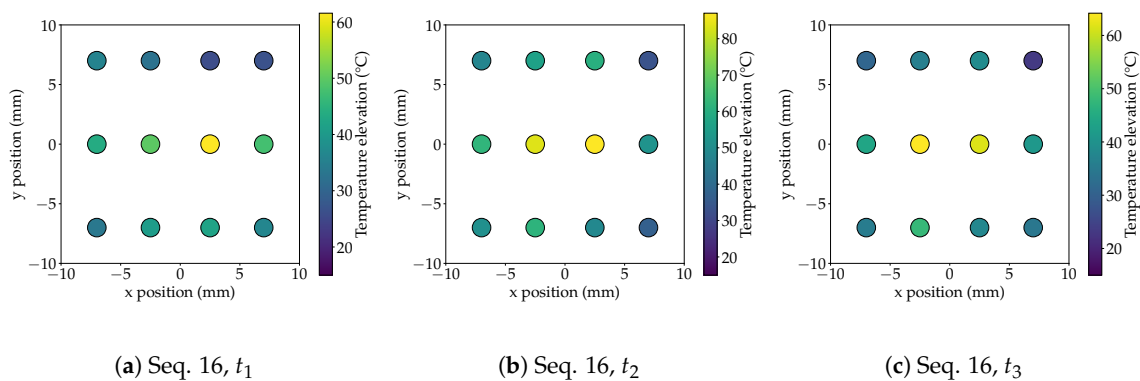 10
5
0
−5
−10
y position (mm)
−10 −5 0 5 10
x position (mm)
60
50
40
30
20
Temperature elevation (°C)
(a) Seq. 16, t1
10
5
0
−5
−10
y position (mm)
−10 −5 0 5 10
x position (mm)
80
70
60
50
40
30
20
Temperature elevation (°C)
(b) Seq. 16, t2
10
5
0
−5
−10
y position (mm)
−10 −5 0 5 10
x position (mm)
60
50
40
30
20
Temperature elevation (°C)
(c) Seq. 16, t3